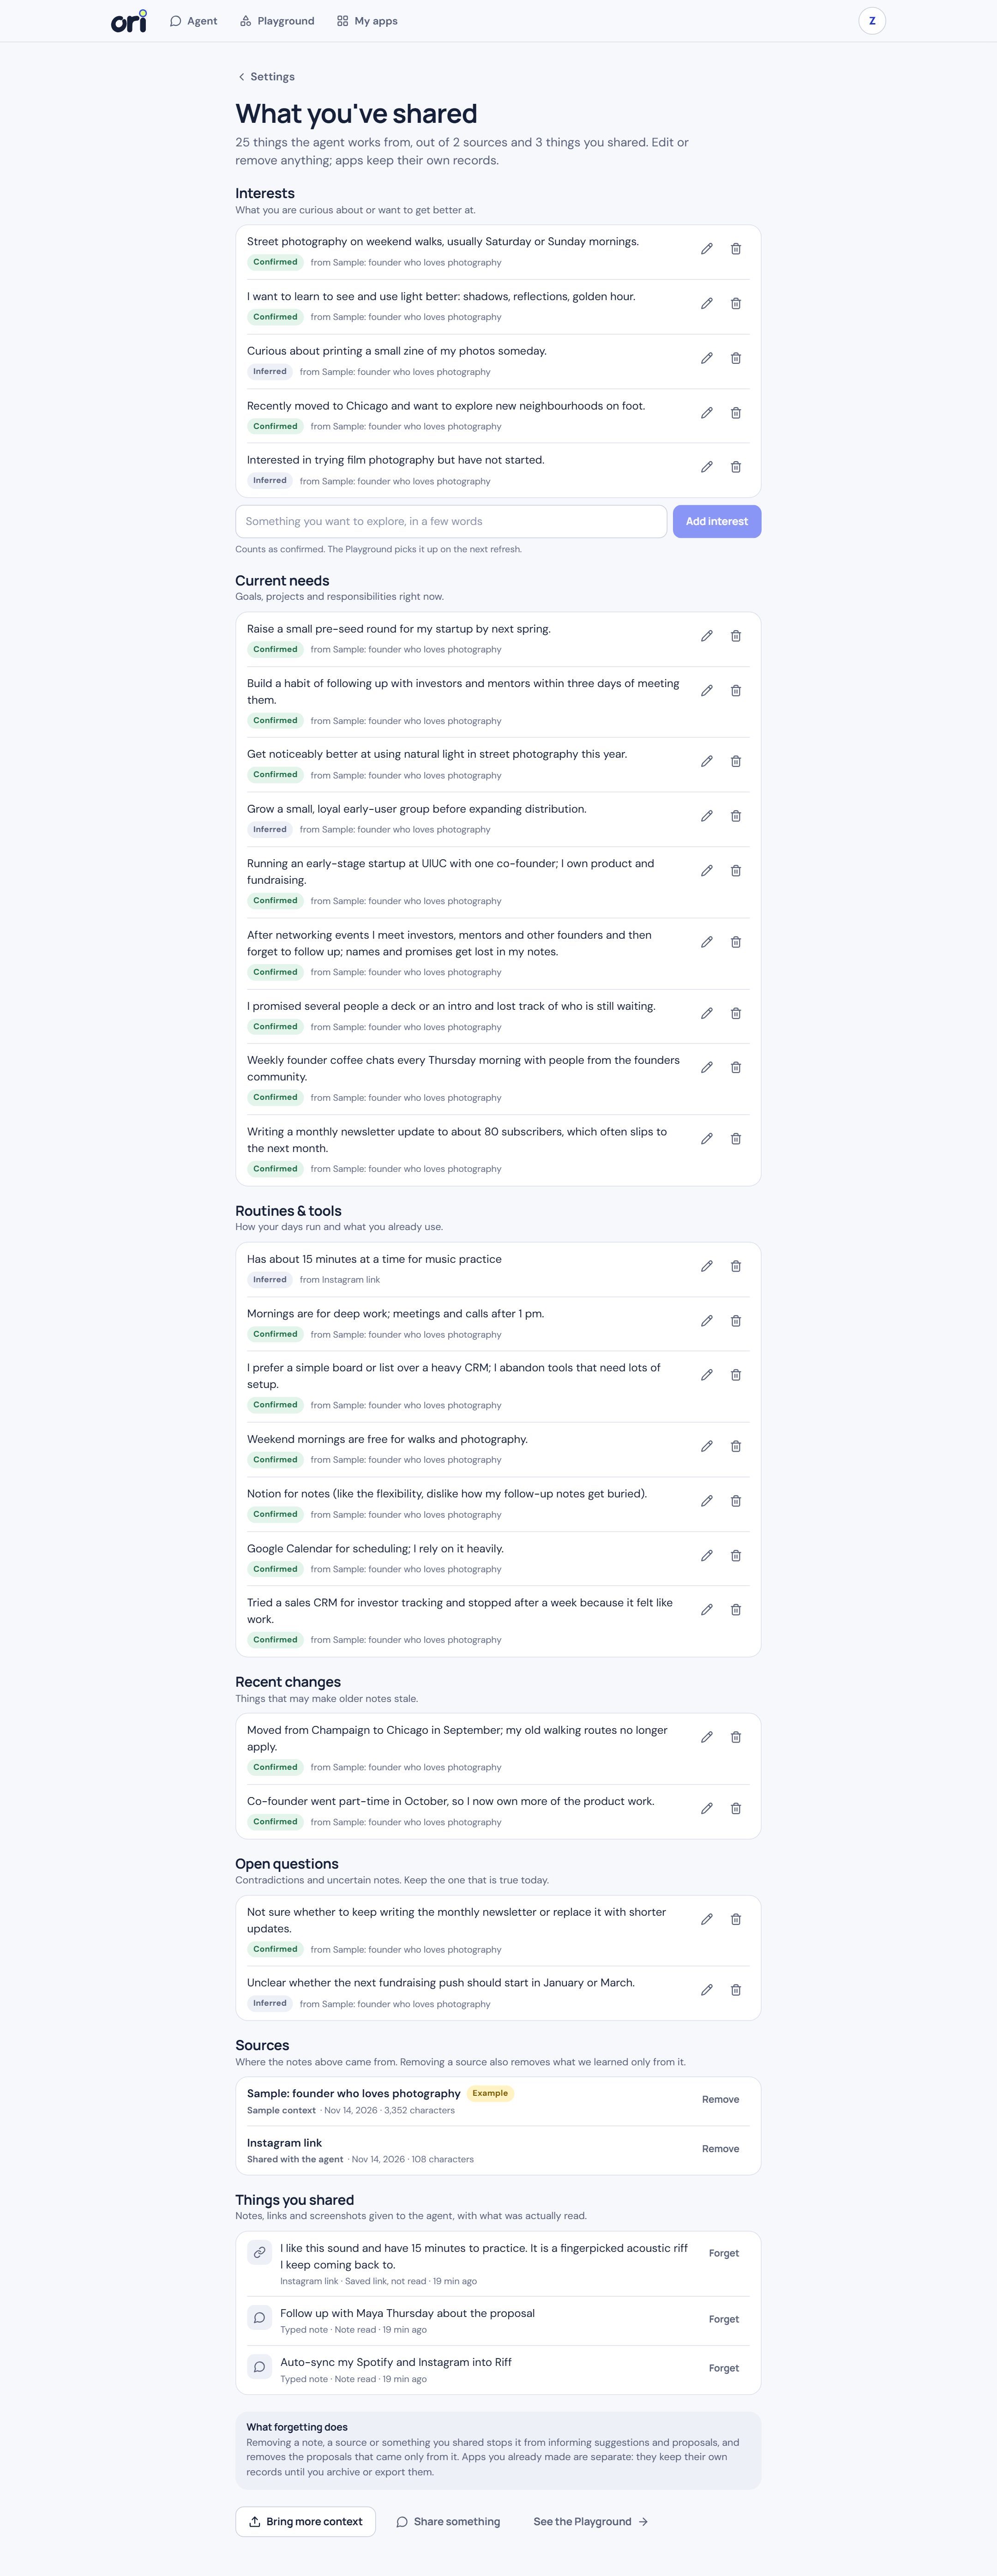 ori
Agent
Playground
My apps
Z
Settings
What you've shared
25 things the agent works from, out of 2 sources and 3 things you shared. Edit or
remove anything; apps keep their own records.
Interests
What you are curious about or want to get better at.
Street photography on weekend walks, usually Saturday or Sunday mornings.
Confirmed from Sample: founder who loves photography
I want to learn to see and use light better: shadows, reflections, golden hour.
Confirmed from Sample: founder who loves photography
Curious about printing a small zine of my photos someday.
Inferred from Sample: founder who loves photography
Recently moved to Chicago and want to explore new neighbourhoods on foot.
Confirmed from Sample: founder who loves photography
Interested in trying film photography but have not started.
Inferred from Sample: founder who loves photography
Something you want to explore, in a few words
Add interest
Counts as confirmed. The Playground picks it up on the next refresh.
Current needs
Goals, projects and responsibilities right now.
Raise a small pre-seed round for my startup by next spring.
Confirmed from Sample: founder who loves photography
Build a habit of following up with investors and mentors within three days of meeting
them.
Confirmed from Sample: founder who loves photography
Get noticeably better at using natural light in street photography this year.
Confirmed from Sample: founder who loves photography
Grow a small, loyal early-user group before expanding distribution.
Inferred from Sample: founder who loves photography
Running an early-stage startup at UIUC with one co-founder; I own product and
fundraising.
Confirmed from Sample: founder who loves photography
After networking events I meet investors, mentors and other founders and then
forget to follow up; names and promises get lost in my notes.
Confirmed from Sample: founder who loves photography
I promised several people a deck or an intro and lost track of who is still waiting.
Confirmed from Sample: founder who loves photography
Weekly founder coffee chats every Thursday morning with people from the founders
community.
Confirmed from Sample: founder who loves photography
Writing a monthly newsletter update to about 80 subscribers, which often slips to
the next month.
Confirmed from Sample: founder who loves photography
Routines & tools
How your days run and what you already use.
Has about 15 minutes at a time for music practice
Inferred from Instagram link
Mornings are for deep work; meetings and calls after 1 pm.
Confirmed from Sample: founder who loves photography
I prefer a simple board or list over a heavy CRM; I abandon tools that need lots of
setup.
Confirmed from Sample: founder who loves photography
Weekend mornings are free for walks and photography.
Confirmed from Sample: founder who loves photography
Notion for notes (like the flexibility, dislike how my follow-up notes get buried).
Confirmed from Sample: founder who loves photography
Google Calendar for scheduling; I rely on it heavily.
Confirmed from Sample: founder who loves photography
Tried a sales CRM for investor tracking and stopped after a week because it felt like
work.
Confirmed from Sample: founder who loves photography
Recent changes
Things that may make older notes stale.
Moved from Champaign to Chicago in September; my old walking routes no longer
apply.
Confirmed from Sample: founder who loves photography
Co-founder went part-time in October, so I now own more of the product work.
Confirmed from Sample: founder who loves photography
Open questions
Contradictions and uncertain notes. Keep the one that is true today.
Not sure whether to keep writing the monthly newsletter or replace it with shorter
updates.
Confirmed from Sample: founder who loves photography
Unclear whether the next fundraising push should start in January or March.
Inferred from Sample: founder who loves photography
Sources
Where the notes above came from. Removing a source also removes what we learned only from it.
Sample: founder who loves photography Example
Sample context · Nov 14, 2026 · 3,352 characters
Remove
Instagram link
Shared with the agent · Nov 14, 2026 · 108 characters
Remove
Things you shared
Notes, links and screenshots given to the agent, with what was actually read.
I like this sound and have 15 minutes to practice. It is a fingerpicked acoustic riff
I keep coming back to.
Instagram link · Saved link, not read · 19 min ago
Forget
Follow up with Maya Thursday about the proposal
Typed note · Note read · 19 min ago
Forget
Auto-sync my Spotify and Instagram into Riff
Typed note · Note read · 19 min ago
Forget
What forgetting does
Removing a note, a source or something you shared stops it from informing suggestions and proposals, and
removes the proposals that came only from it. Apps you already made are separate: they keep their own
records until you archive or export them.
Bring more context
Share something
See the Playground